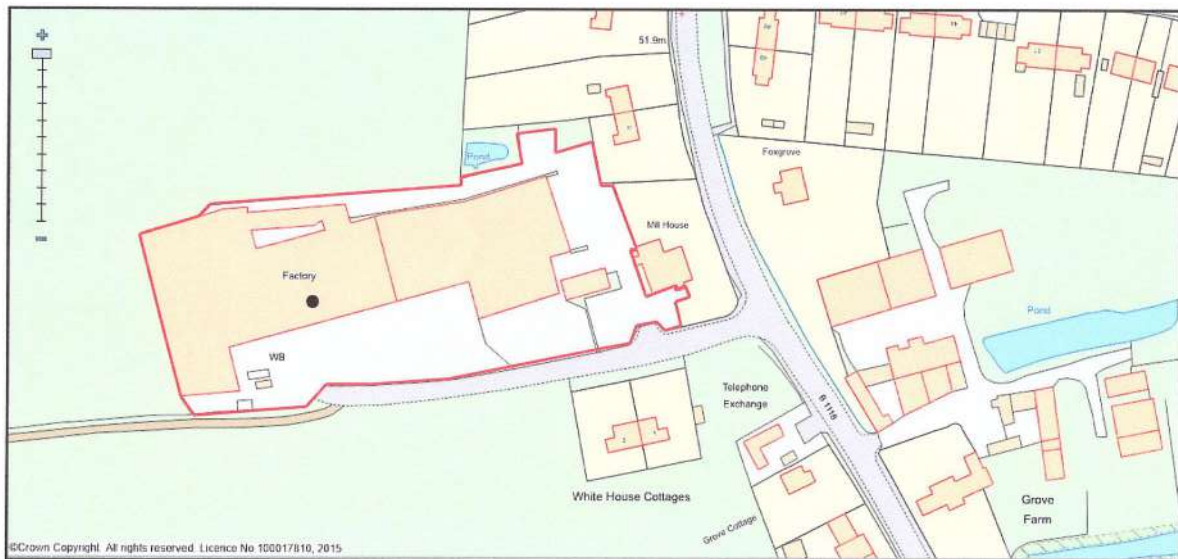 51.9m
Pond
Foxgrove
Mill House
Factory
Pond
WB
Telephone
Exchange
B 1116
White House Cottages
Grove Cottage
Grove
Farm
©Crown Copyright. All rights reserved. Licence No 100017810, 2015